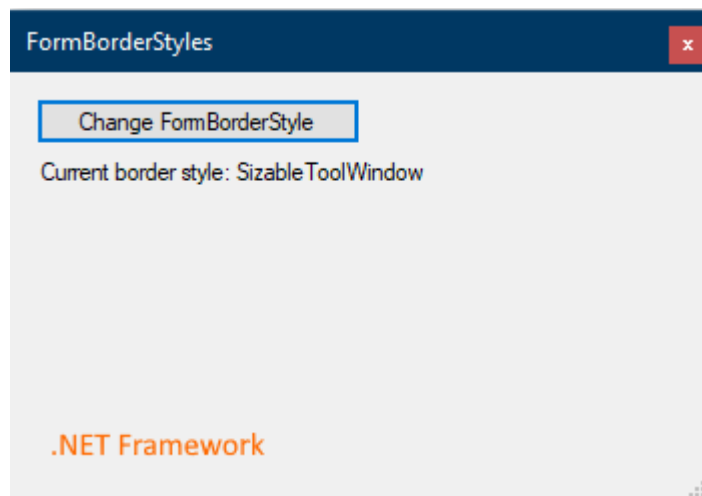 FormBorderStyles
x
Change FormBorderStyle
Current border style: SizableToolWindow
.NET Framework